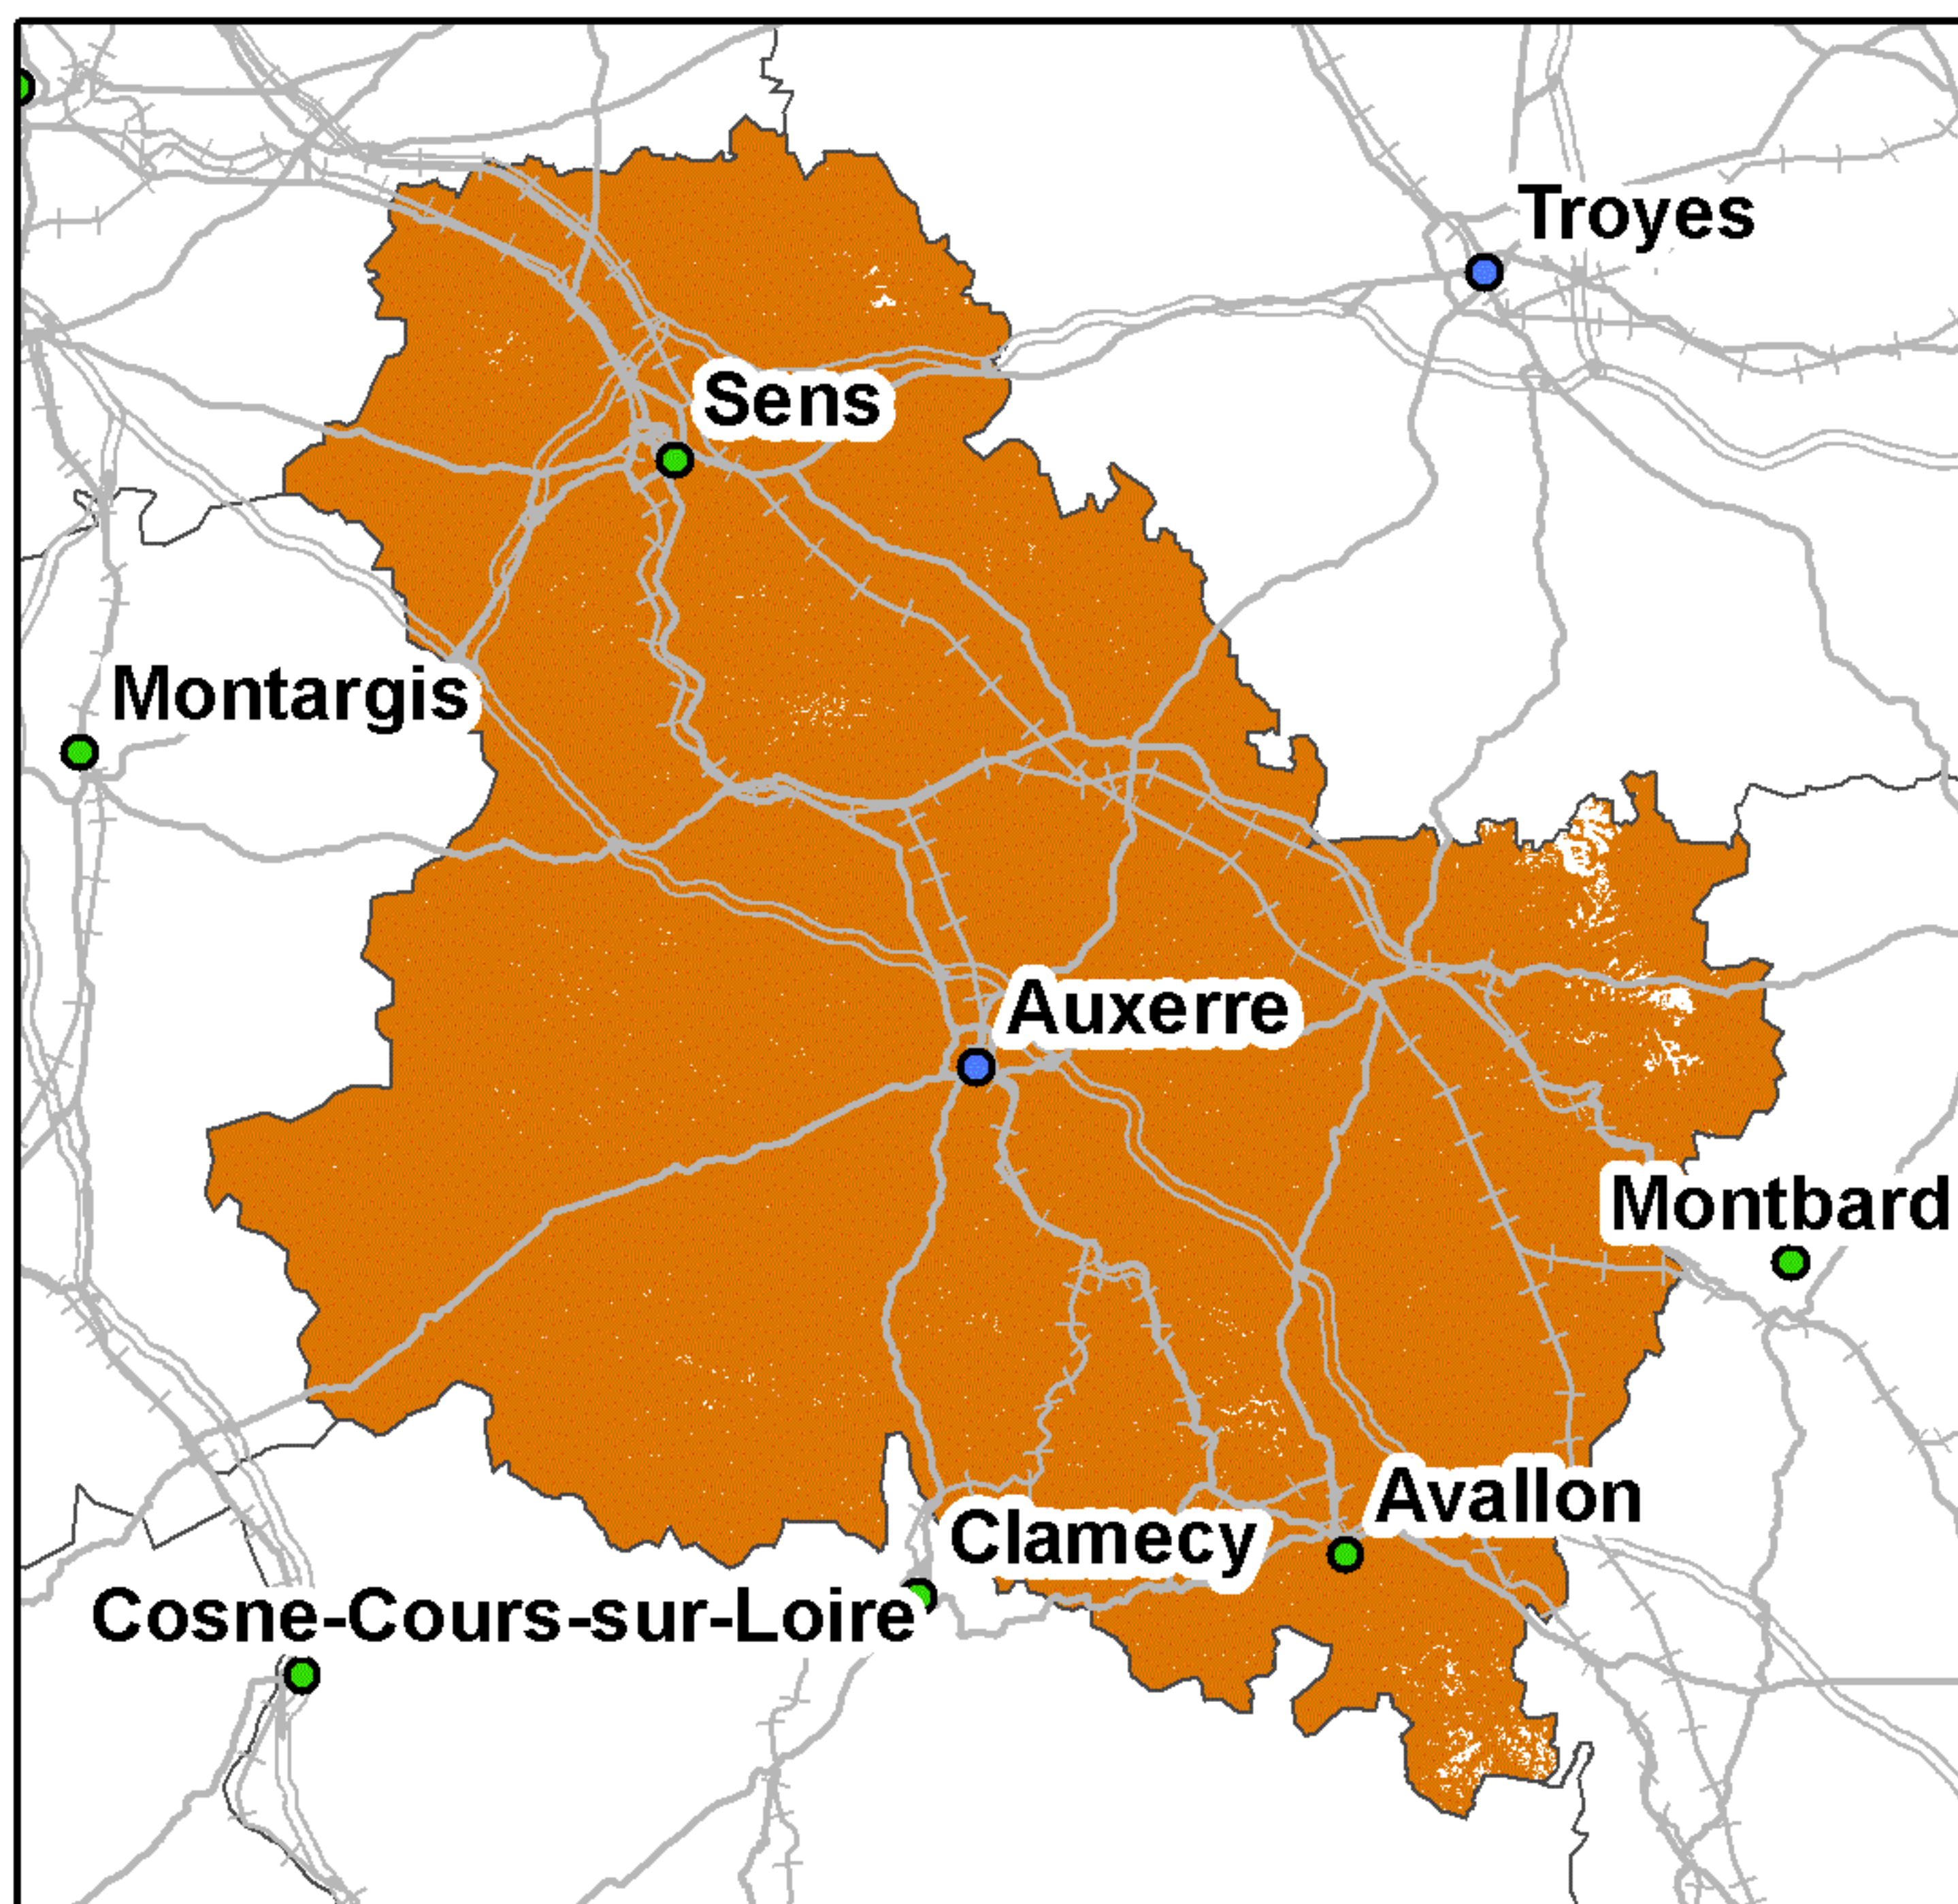 Troyes
Sens
Montargis
Auxerre
Montbard
Avallon
Clamecy
Cosne-Cours-sur-Loire